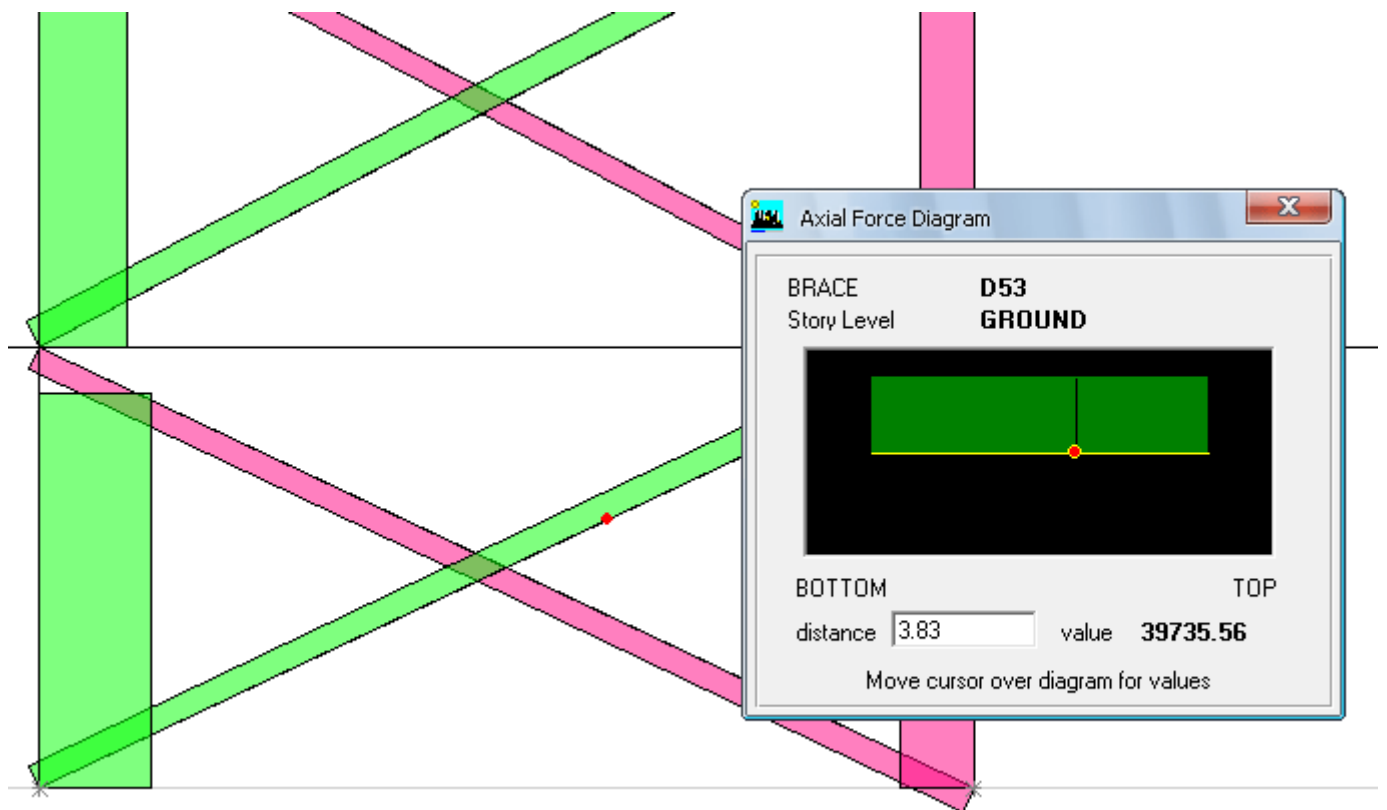 Axial Force Diagram
BRACE D53
Story Level GROUND
BOTTOM TOP
distance 3.83 value 39735.56
Move cursor over diagram for values